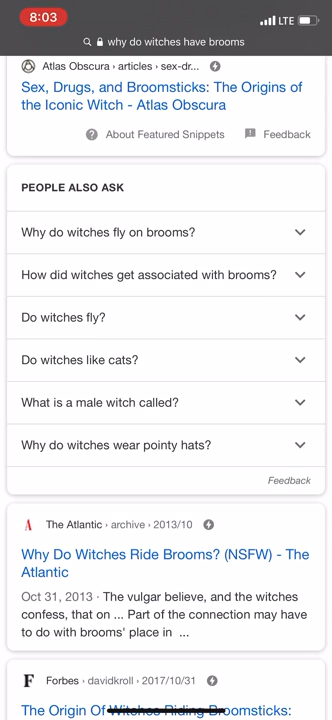 8:03
LTE
why do witches have brooms
Atlas Obscura › articles › sex-dr...
Sex, Drugs, and Broomsticks: The Origins of
the Iconic Witch - Atlas Obscura
About Featured Snippets
Feedback
PEOPLE ALSO ASK
Why do witches fly on brooms?
How did witches get associated with brooms?
Do witches fly?
Do witches like cats?
What is a male witch called?
Why do witches wear pointy hats?
Feedback
The Atlantic › archive › 2013/10
Why Do Witches Ride Brooms? (NSFW) - The
Atlantic
Oct 31, 2013 · The vulgar believe, and the witches
confess, that on ... Part of the connection may have
to do with brooms' place in ...
Forbes › davidkroll › 2017/10/31
The Origin Of Witches Riding Broomsticks: